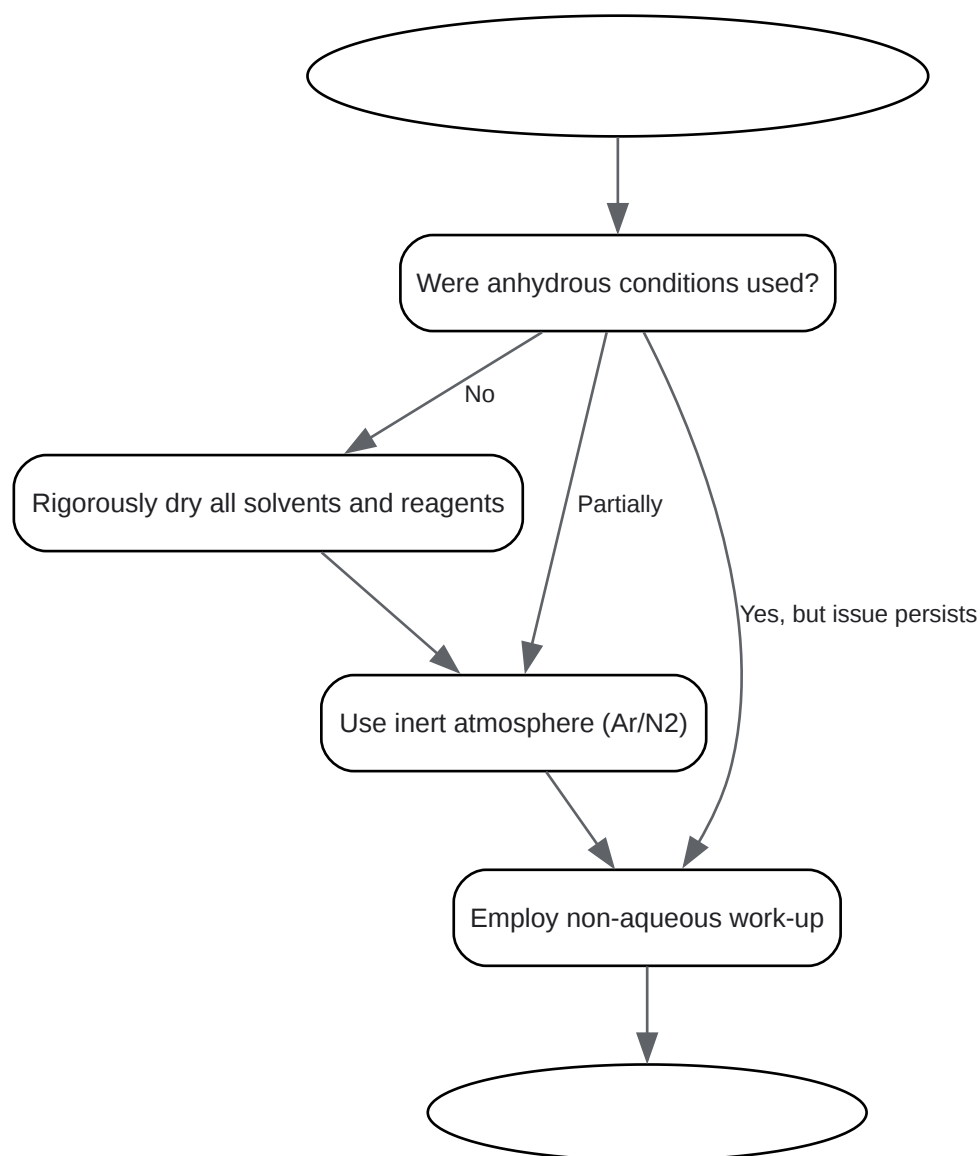 Were anhydrous conditions used?
No
Rigorously dry all solvents and reagents
Partially
Yes, but issue persists
Use inert atmosphere (Ar/N2)
Employ non-aqueous work-up